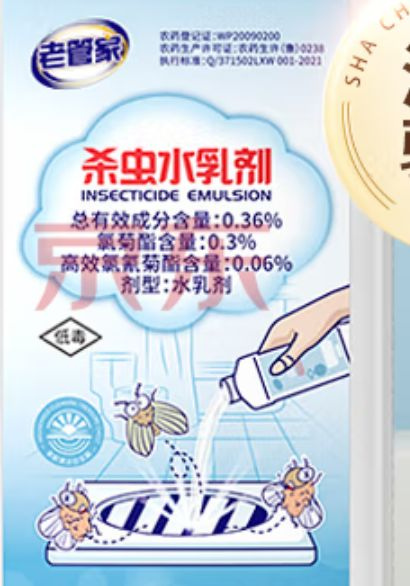 老管家
农药登记证:WP20090200
农药生产许可证:农药生许(鲁)0238
执行标准:Q/371502LXW 001-2021
SHA CH
杀虫水乳剂
INSECTICIDE EMULSION
总有效成分含量:0.36%
氯菊酯含量:0.3%
高效氯氰菊酯含量:0.06%
剂型:水乳剂
京东
低毒